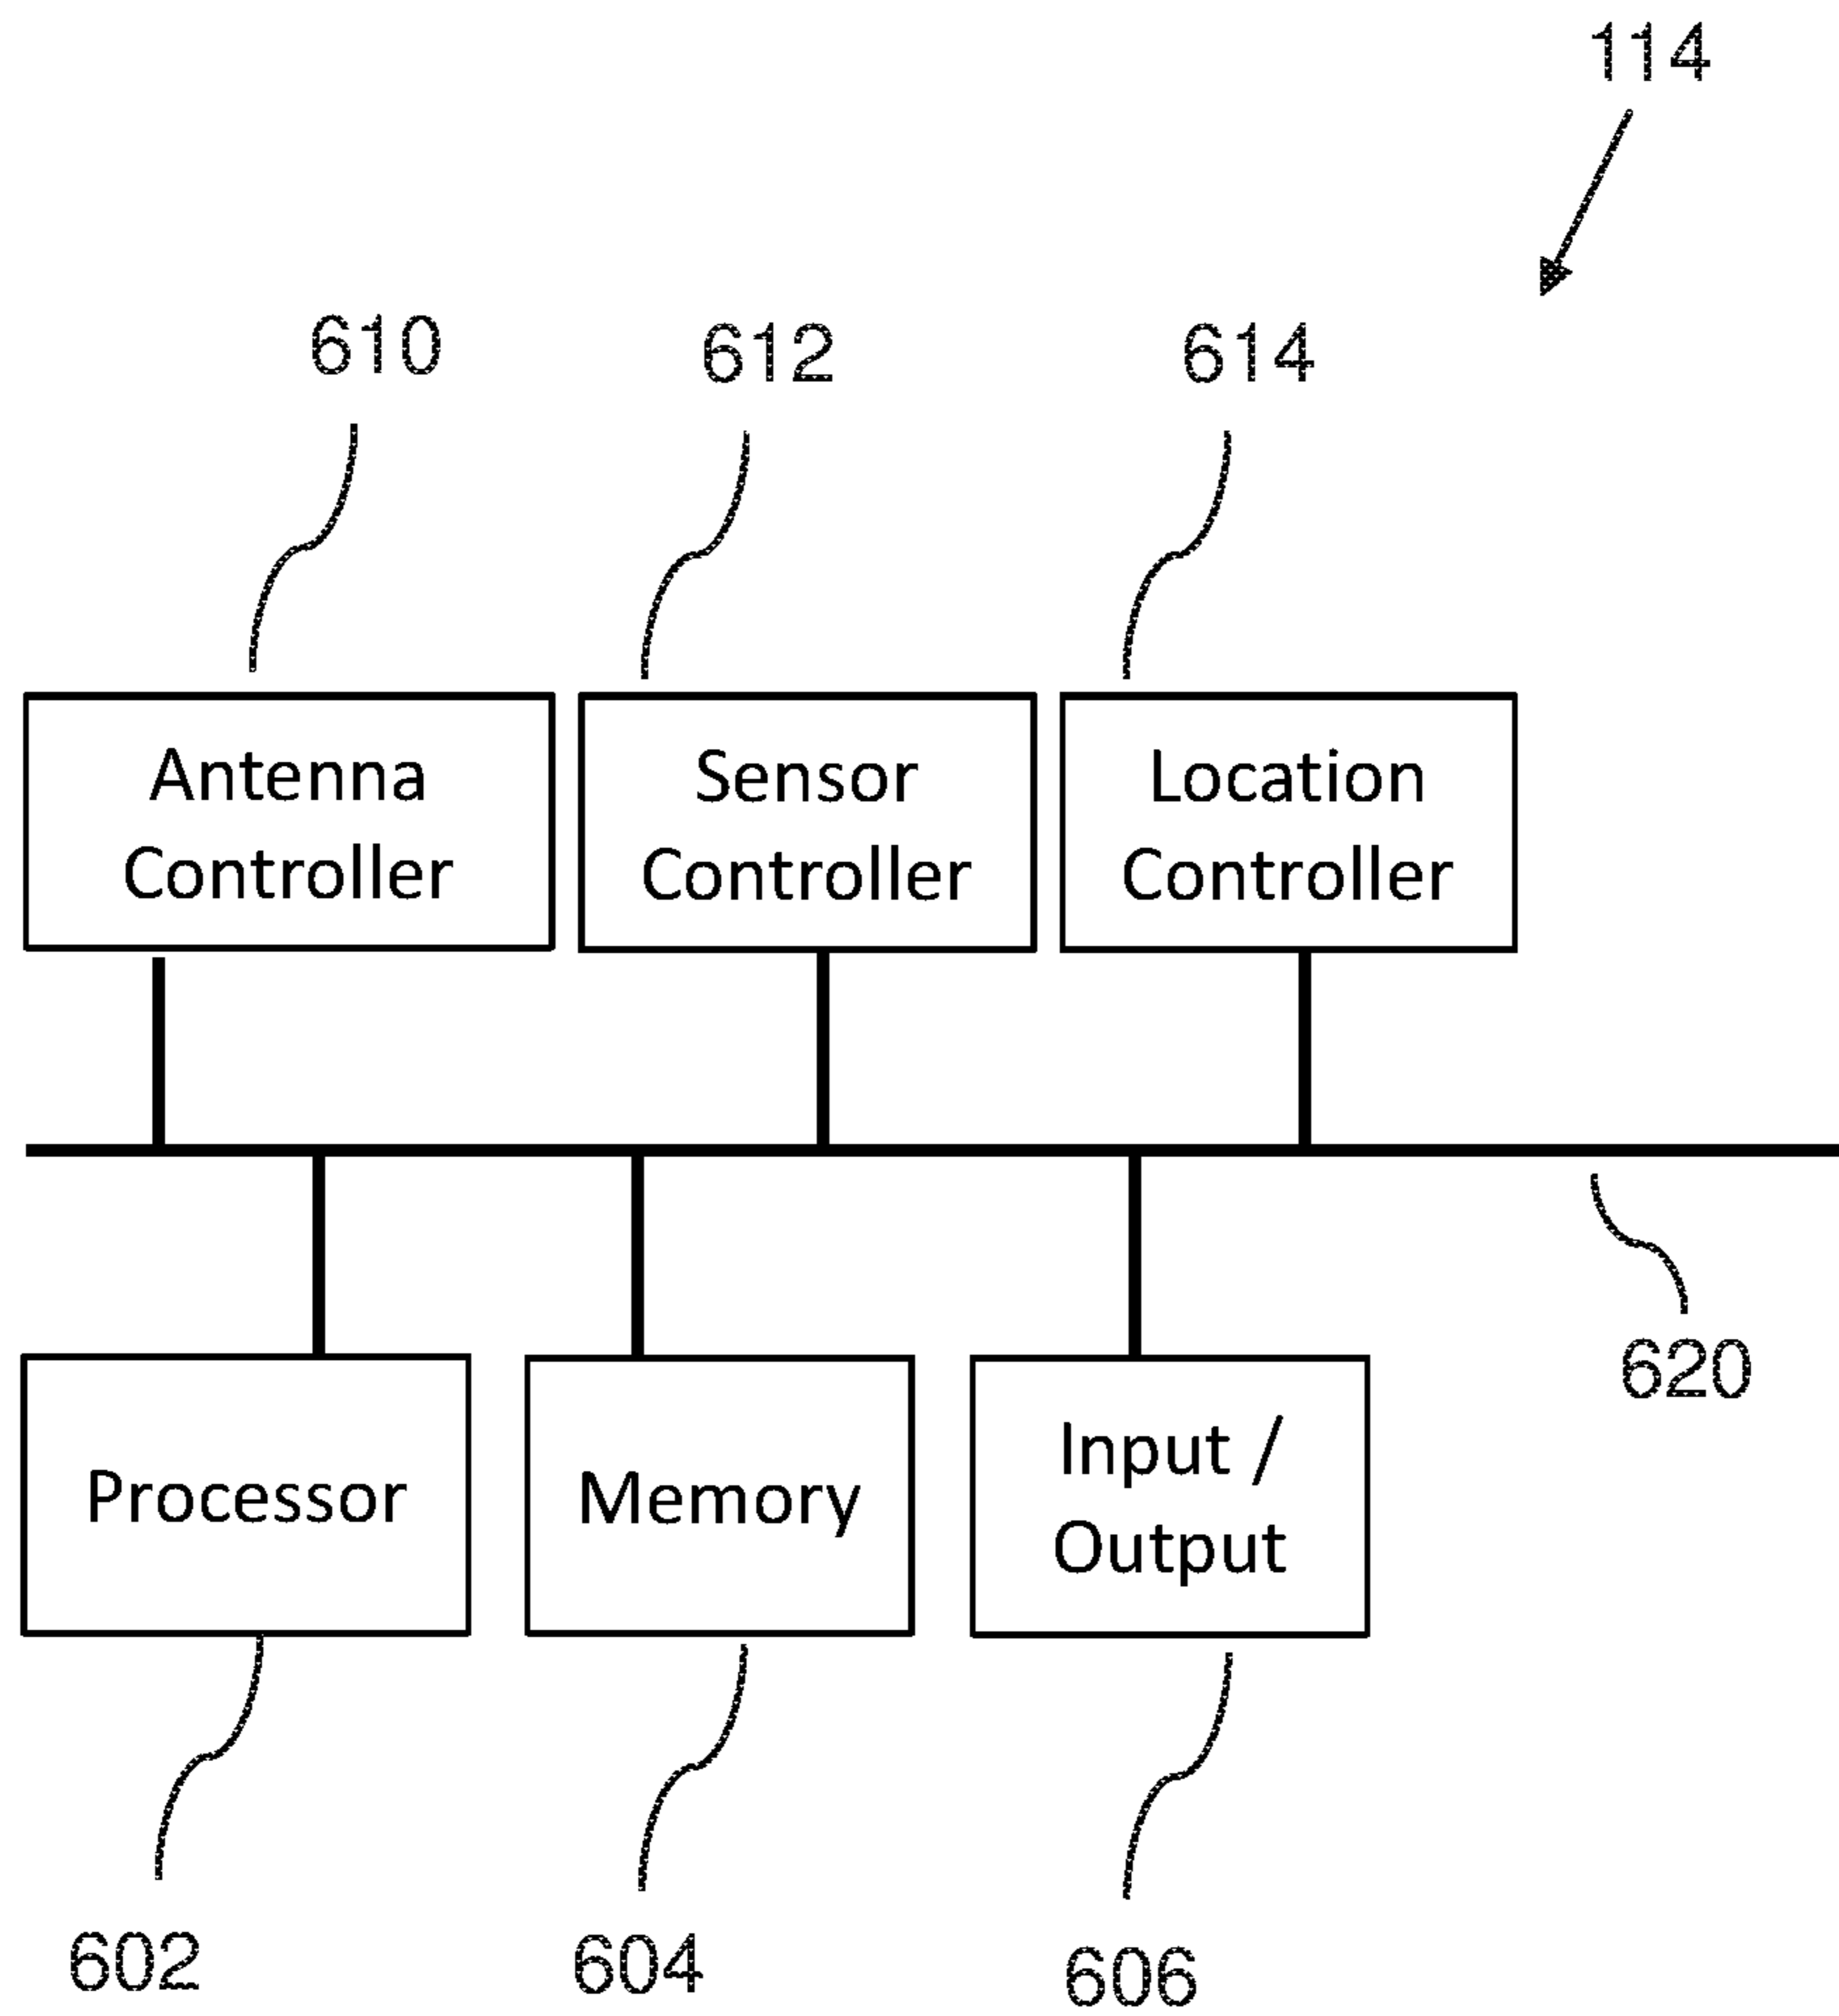 114
610
612
614
Antenna
Controller
Sensor
Controller
Location
Controller
620
Processor
Memory
Input /
Output
602
604
606